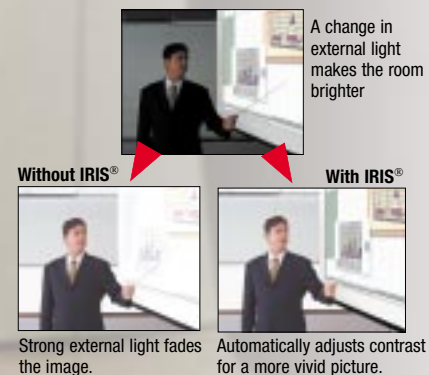 A change in
external light
makes the room
brighter
Without IRIS®
With IRIS®
Strong external light fades
the image.
Automatically adjusts contrast
for a more vivid picture.